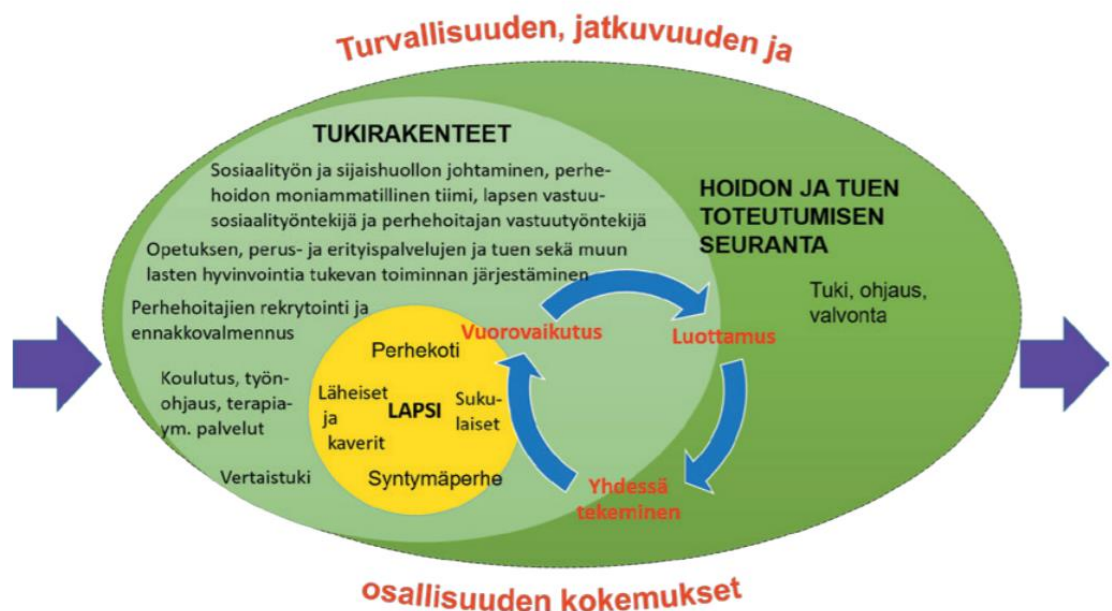 Turvallisuuden, jatkuvuuden ja
TUKIRAKENTEET
Sosiaalityön ja sijaishuollon johtaminen, perhe-
hoidon moniammatillinen tiimi, lapsen vastuu-
sosiaalityöntekijä ja perhehoitajan vastuutyöntekijä
Opetuksen, perus- ja erityispalvelujen ja tuen sekä muun
lasten hyvinvointia tukevan toiminnan järjestäminen
Perhehoitajien rekrytointi ja
ennakkovalmennus
Koulutus, työn-
ohjaus, terapia-
ym. palvelut
Vertaistuki
Perhekoti
Läheiset
ja
kaverit
LAPSI
Suku-
laiset
Syntymäperhe
Vuorovaikutus
Luottamus
Yhdessä
tekeminen
HOIDON JA TUEN
TOTEUTUMISEN
SEURANTA
Tuki, ohjaus,
valvonta
osallisuuden kokemukset